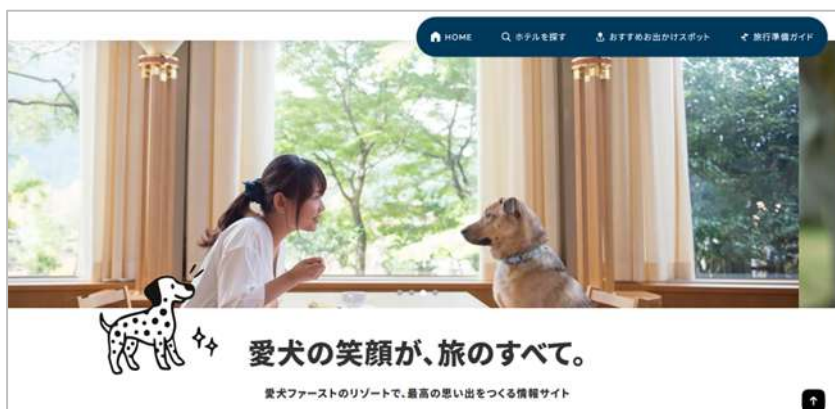 HOME
ホテルを探す
おすすめお出かけスポット
旅行準備ガイド
愛犬の笑顔が、旅のすべて。
愛犬ファーストのリゾートで、最高の思い出をつくる情報サイト